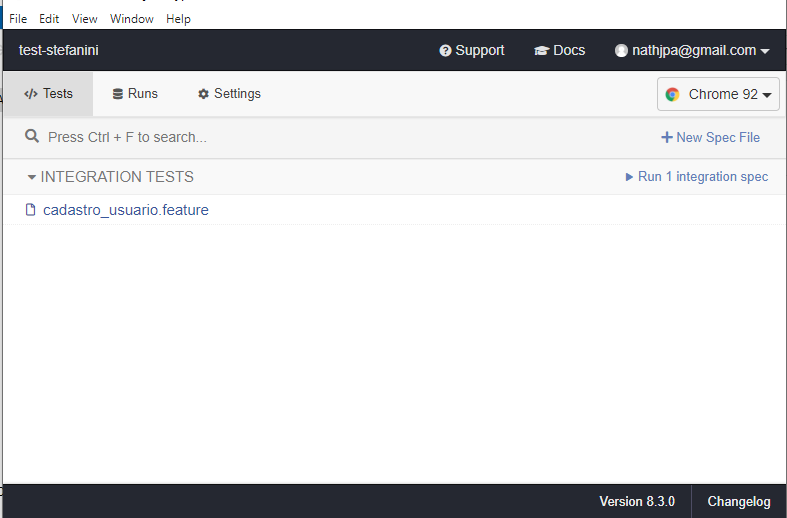 File Edit View Window Help
test-stefanini Support Docs nathjpa@gmail.com
Tests Runs Settings Chrome 92
Press Ctrl + F to search... New Spec File
INTEGRATION TESTS Run 1 integration spec
cadastro_usuario.feature
Version 8.3.0 Changelog